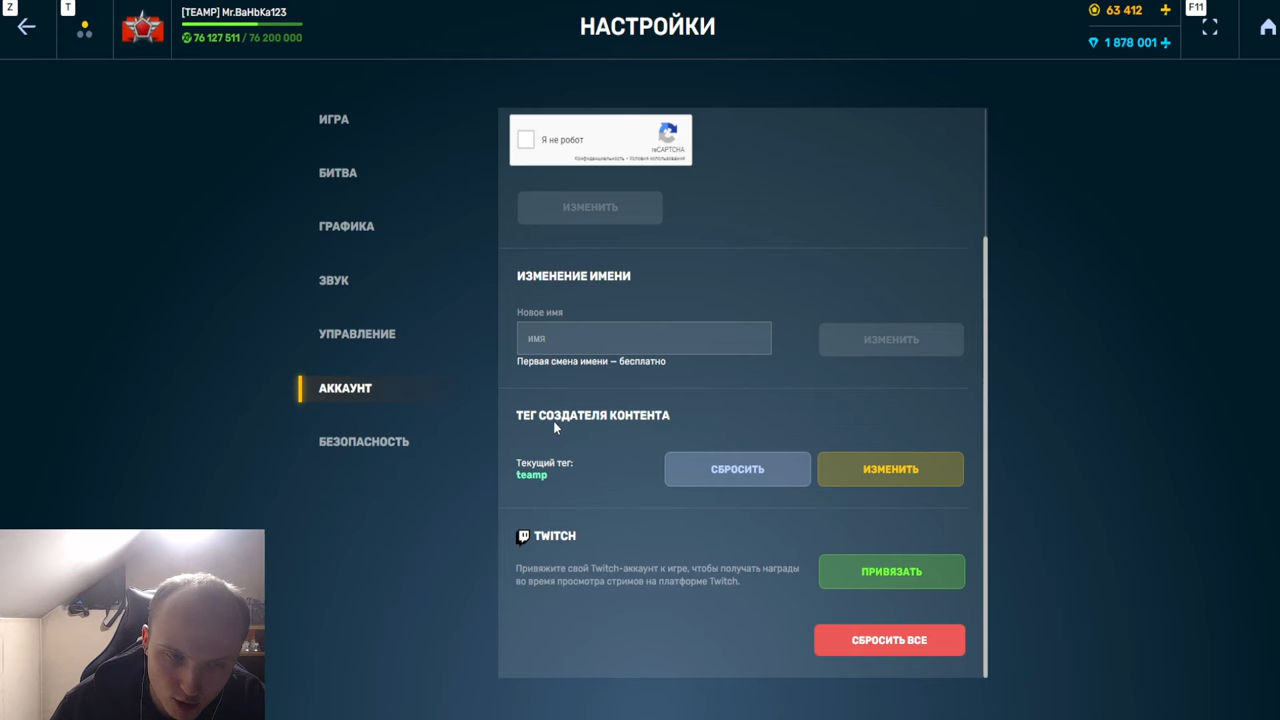 Z
T
[TEAMP] Mr.BaHbKa123
76 127 511 / 76 200 000
НАСТРОЙКИ
63 412
1 878 001
F11
ИГРА
БИТВА
ГРАФИКА
ЗВУК
УПРАВЛЕНИЕ
АККАУНТ
БЕЗОПАСНОСТЬ
Я не робот
reCAPTCHA
Конфиденциальность - Условия использования
ИЗМЕНИТЬ
ИЗМЕНЕНИЕ ИМЕНИ
Новое имя
имя
ИЗМЕНИТЬ
Первая смена имени — бесплатно
ТЕГ СОЗДАТЕЛЯ КОНТЕНТА
Текущий тег:
teamp
СБРОСИТЬ
ИЗМЕНИТЬ
TWITCH
Привяжите свой Twitch-аккаунт к игре, чтобы получать награды
во время просмотра стримов на платформе Twitch.
ПРИВЯЗАТЬ
СБРОСИТЬ ВСЕ